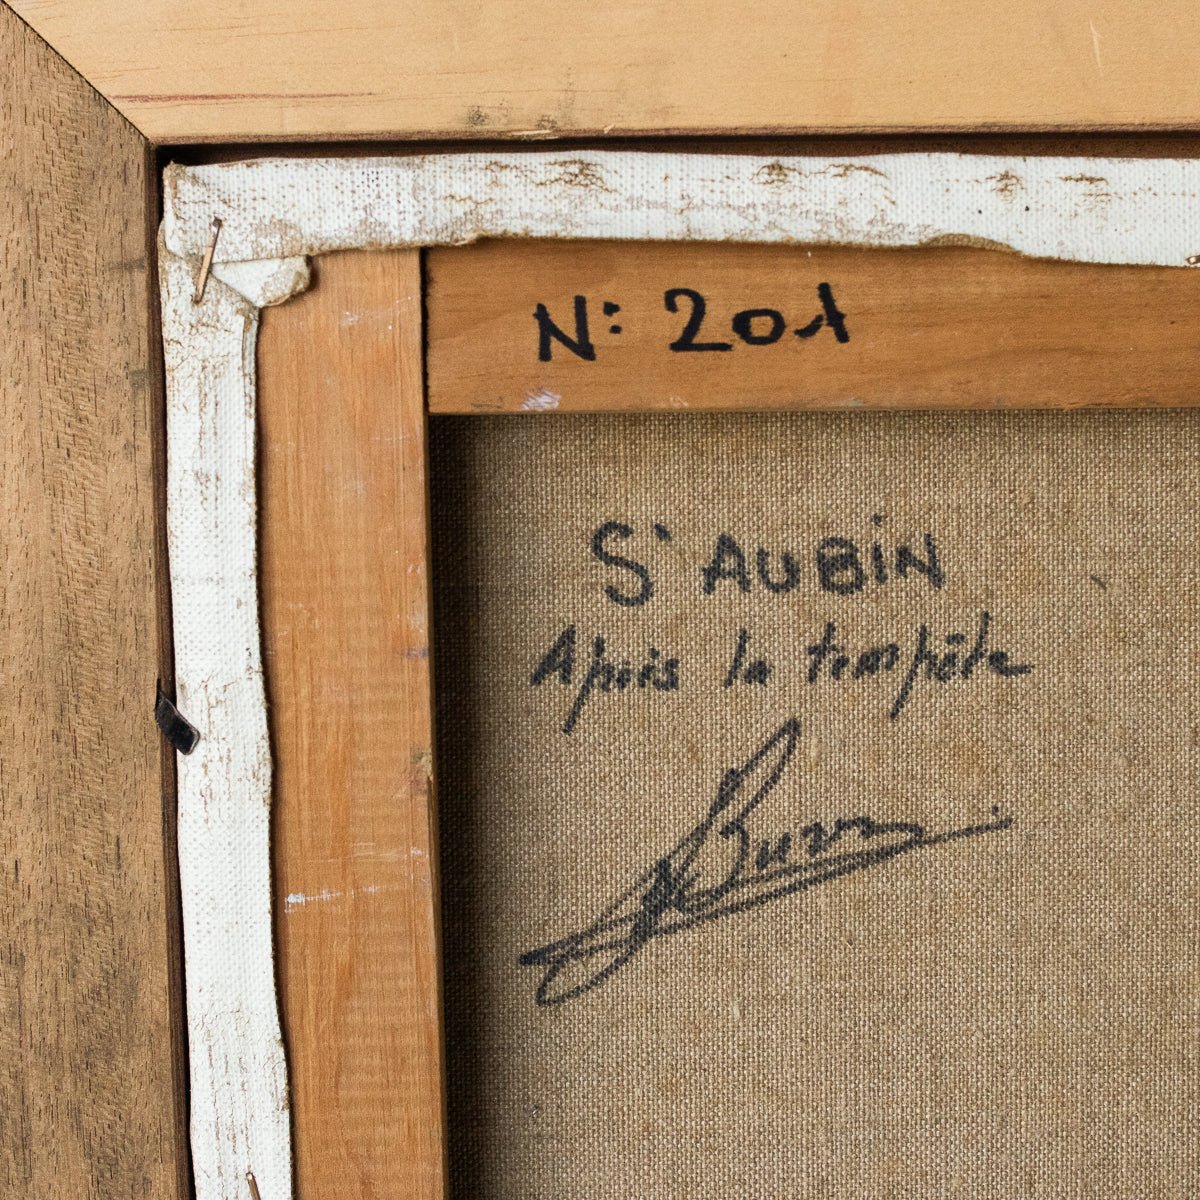 N: 201
S' AUBIN
Après la tempête